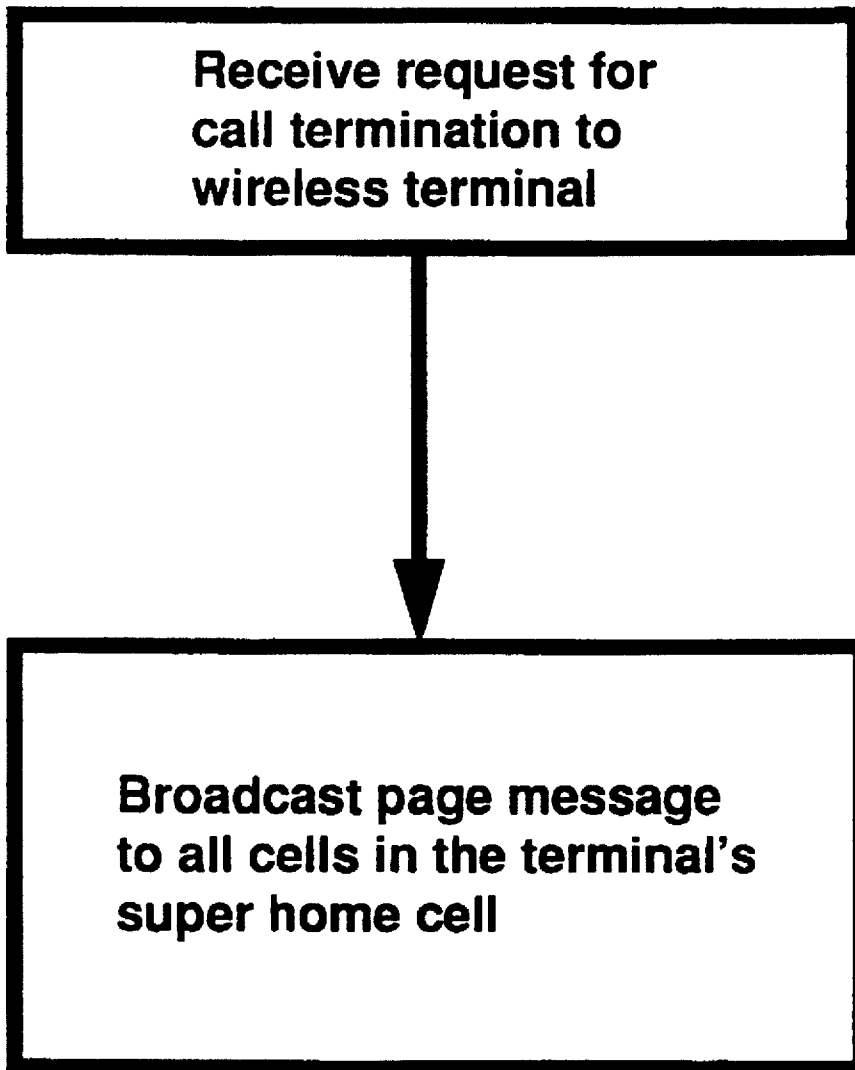 Receive request for
call termination to
wireless terminal
Broadcast page message
to all cells in the terminal's
super home cell